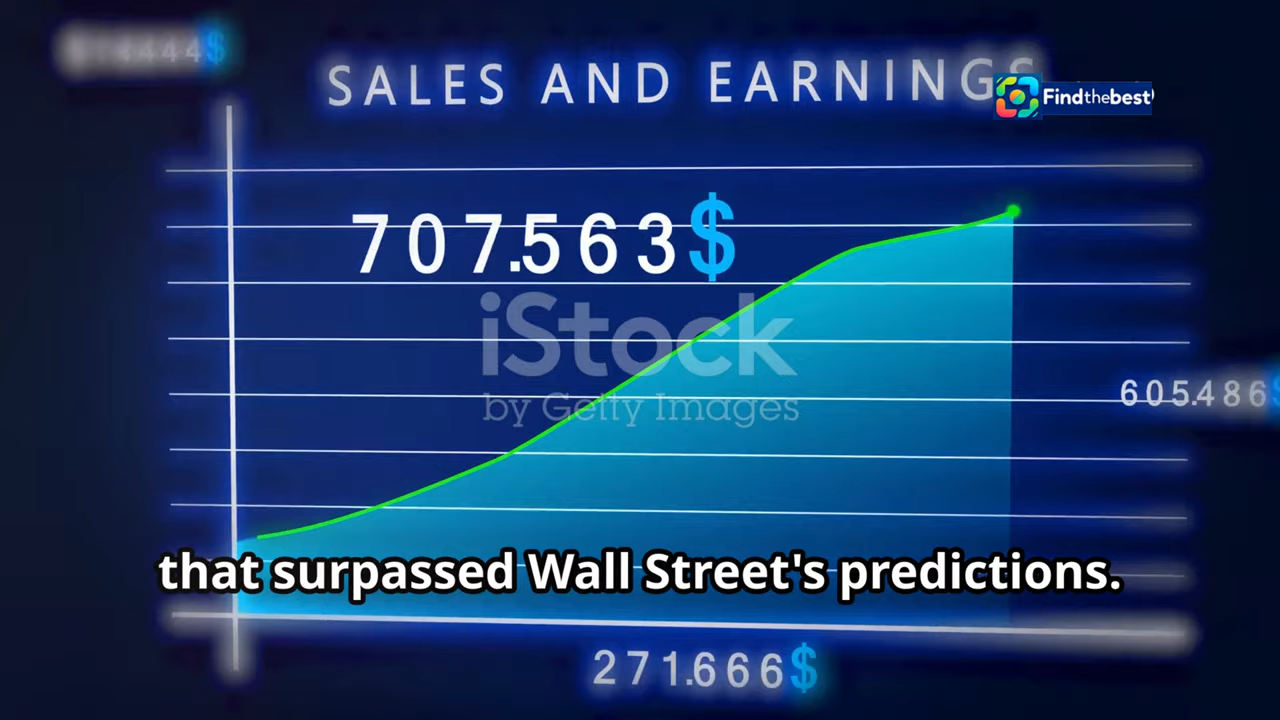 SALES AND EARNINGS
Findthebest
707.563$
iStock
by Getty Images
605.486$
that surpassed Wall Street's predictions.
271.666$